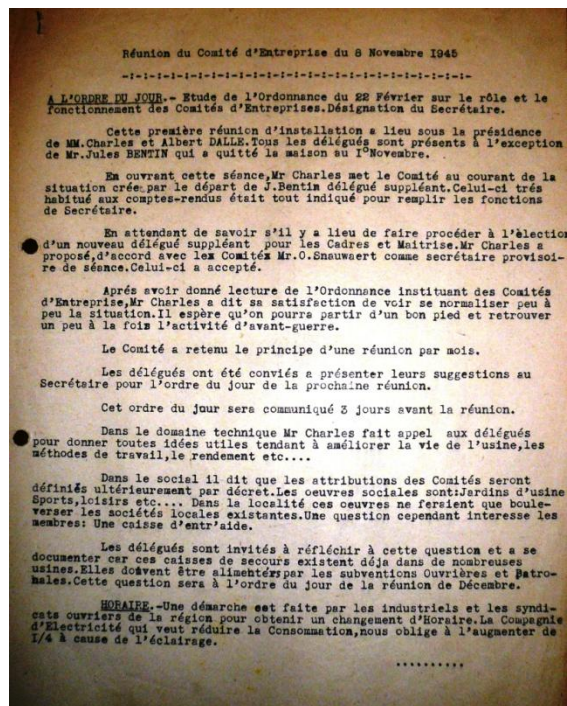 Réunion du Comité d'Entreprise du 8 Novembre I945
-:-:-:-:-:-:-:-:-:-:-:-:-:-:-:-:-:-:-:-:-:-:-:-:-
A L'ORDRE DU JOUR.- Etude de l'Ordonnance du 22 Février sur le rôle et le
fonctionnement des Comités d'Entreprises.Désignation du Secrétaire.
Cette première réunion d'installation a lieu sous la présidence
de MM.Charles et Albert DALLE.Tous les délégués sont présents à l'exception
de Mr.Jules BENTIN qui a quitté la maison au I°Novembre.
En ouvrant cette séance,Mr Charles met le Comité au courant de la
situation crée par le départ de J.Bentin délégué suppléant.Celui-ci trés
habitué aux comptes-rendus était tout indiqué pour remplir les fonctions
de Secrétaire.
En attendant de savoir s'il y a lieu de faire procéder à l'élection
d'un nouveau délégué suppléant pour les Cadres et Maitrise.Mr Charles a
proposé,d'accord avec les Comités Mr.O.Snauwaert comme secrétaire provisoi-
re de séance.Celui-ci a accepté.
Aprés avoir donné lecture de l'Ordonnance instituant des Comités
d'Entreprise,Mr Charles a dit sa satisfaction de voir se normaliser peu à
peu la situation.Il espère qu'on pourra partir d'un bon pied et retrouver
un peu à la fois l'activité d'avant-guerre.
Le Comité a retenu le principe d'une réunion par mois.
Les délégués ont été conviés a présenter leurs suggestions au
Secrétaire pour l'ordre du jour de la prochaine réunion.
Cet ordre du jour sera communiqué 3 jours avant la réunion.
Dans le domaine technique Mr Charles fait appel aux délégués
pour donner toutes idées utiles tendant à améliorer la vie de l'usine,les
méthodes de travail,le rendement etc....
Dans le social il dit que les attributions des Comités seront
définies ultérieurement par décret.Les oeuvres sociales sont:Jardins d'usine
Sports,loisirs etc.... Dans la localité ces oeuvres ne feraient que boule-
verser les sociétés locales existantes.Une question cependant interesse les
membres: Une caisse d'entr'aide.
Les délégués sont invités à réfléchir à cette question et a se
documenter car ces caisses de secours existent déja dans de nombreuses
usines.Elles doivent être alimentées par les subventions Ouvrières et Patro-
nales.Cette question sera à l'ordre du jour de la réunion de Décembre.
HORAIRE.-Une démarche est faite par les industriels et les syndi-
cats ouvriers de la région pour obtenir un changement d'Horaire.La Compagnie
d'Electricité qui veut réduire la Consommation,nous oblige à l'augmenter de
I/4 à cause de l'éclairage.
..........